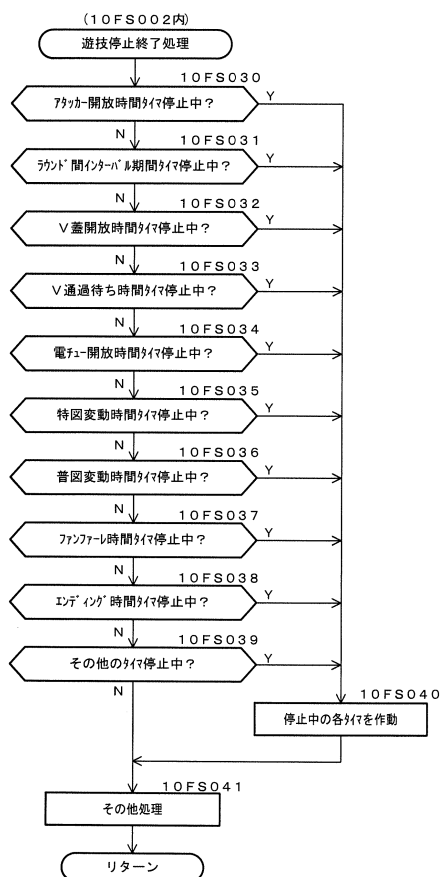 (10FS002内)
遊技停止終了処理
10FS030
ｱﾀｯｶｰ開放時間ﾀｲﾏ停止中？
Y
N
10FS031
ﾗｳﾝﾄﾞ間ｲﾝﾀｰﾊﾞﾙ期間ﾀｲﾏ停止中？
Y
N
10FS032
V蓋開放時間ﾀｲﾏ停止中？
Y
N
10FS033
V通過待ち時間ﾀｲﾏ停止中？
Y
N
10FS034
電チュー開放時間ﾀｲﾏ停止中？
Y
N
10FS035
特図変動時間ﾀｲﾏ停止中？
Y
N
10FS036
普図変動時間ﾀｲﾏ停止中？
Y
N
10FS037
ﾌｧﾝﾌｧｰﾚ時間ﾀｲﾏ停止中？
Y
N
10FS038
ｴﾝﾃﾞｨﾝｸﾞ時間ﾀｲﾏ停止中？
Y
N
10FS039
その他のﾀｲﾏ停止中？
Y
N
10FS040
停止中の各ﾀｲﾏを作動
10FS041
その他処理
リターン